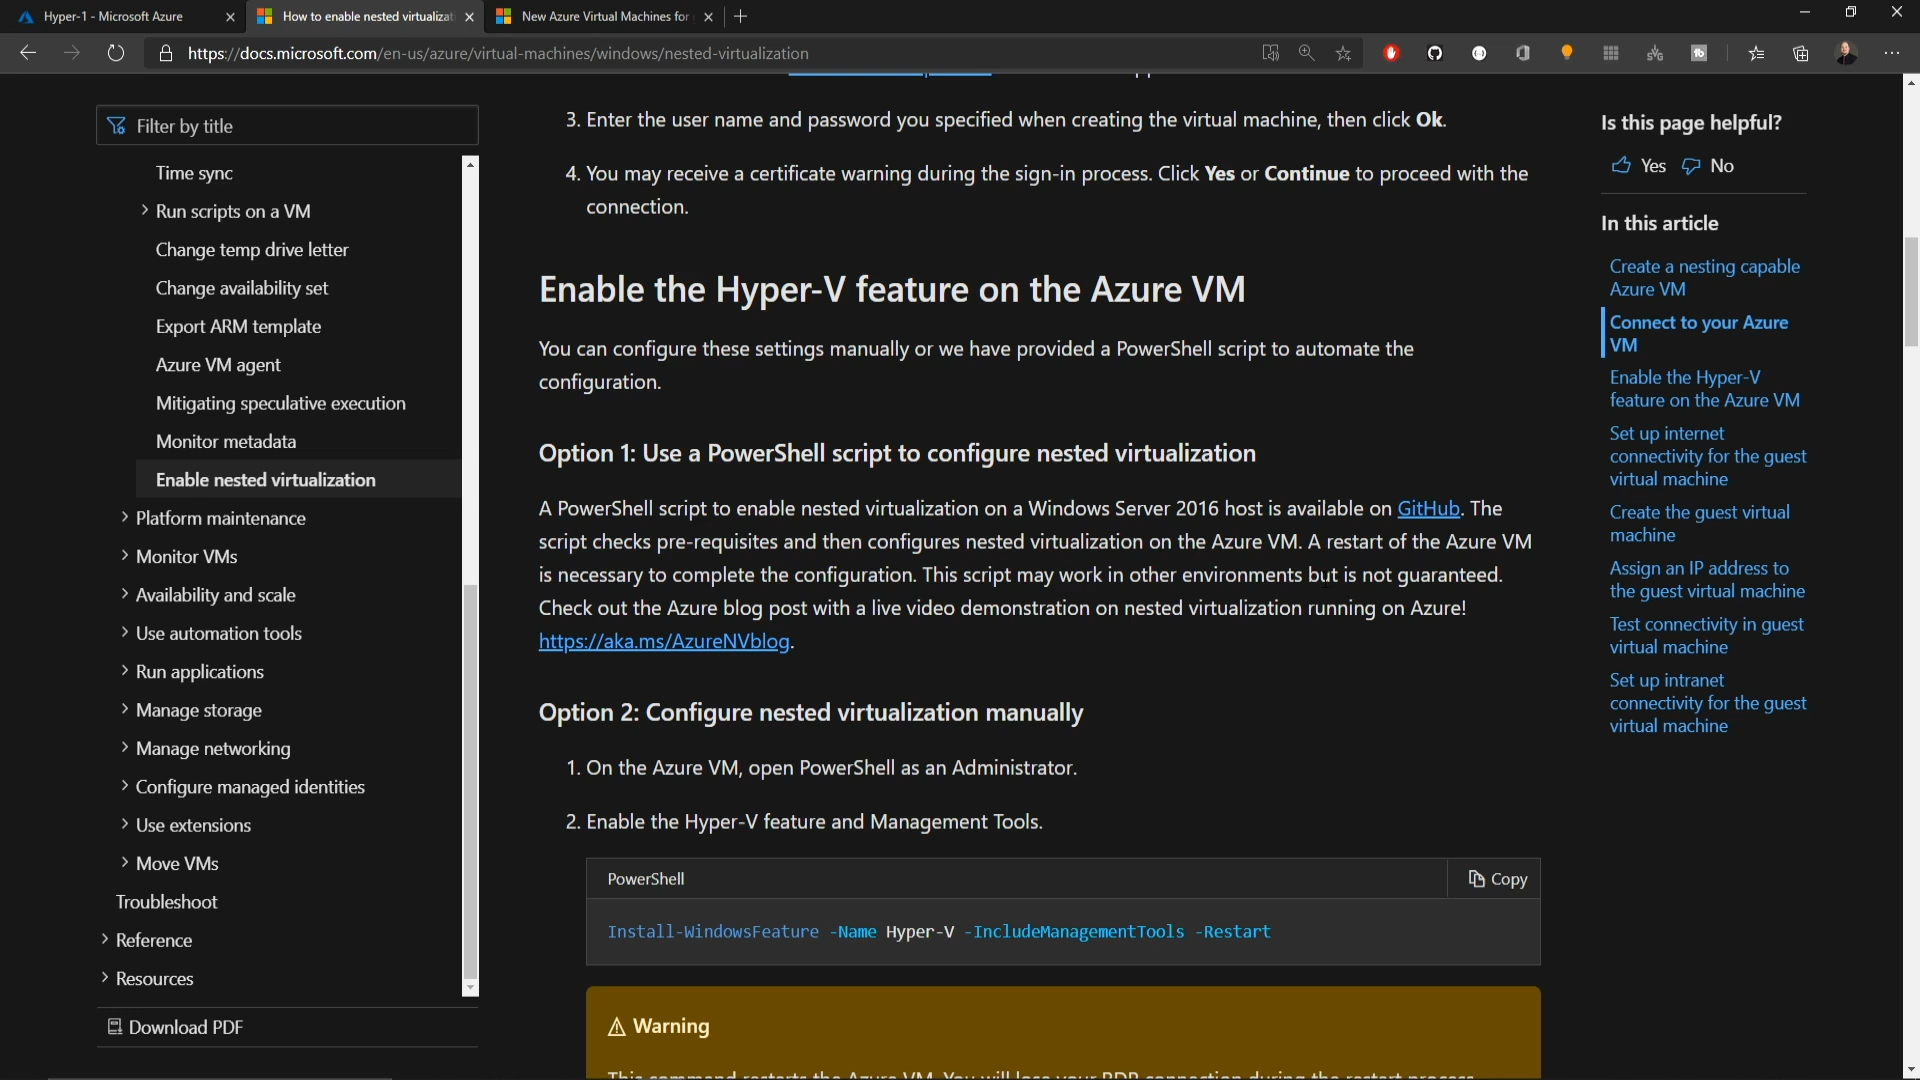 Hyper-1 - Microsoft Azure
How to enable nested virtualizat
New Azure Virtual Machines for
https://docs.microsoft.com/en-us/azure/virtual-machines/windows/nested-virtualization
Filter by title
Time sync
Run scripts on a VM
Change temp drive letter
Change availability set
Export ARM template
Azure VM agent
Mitigating speculative execution
Monitor metadata
Enable nested virtualization
Platform maintenance
Monitor VMs
Availability and scale
Use automation tools
Run applications
Manage storage
Manage networking
Configure managed identities
Use extensions
Move VMs
Troubleshoot
Reference
Resources
Download PDF
3. Enter the user name and password you specified when creating the virtual machine, then click Ok.
4. You may receive a certificate warning during the sign-in process. Click Yes or Continue to proceed with the
connection.
Enable the Hyper-V feature on the Azure VM
You can configure these settings manually or we have provided a PowerShell script to automate the
configuration.
Option 1: Use a PowerShell script to configure nested virtualization
A PowerShell script to enable nested virtualization on a Windows Server 2016 host is available on GitHub. The
script checks pre-requisites and then configures nested virtualization on the Azure VM. A restart of the Azure VM
is necessary to complete the configuration. This script may work in other environments but is not guaranteed.
Check out the Azure blog post with a live video demonstration on nested virtualization running on Azure!
https://aka.ms/AzureNVblog.
Option 2: Configure nested virtualization manually
1. On the Azure VM, open PowerShell as an Administrator.
2. Enable the Hyper-V feature and Management Tools.
PowerShell
Copy
Install-WindowsFeature -Name Hyper-V -IncludeManagementTools -Restart
Warning
This command restarts the Azure VM. You will lose your RDP connection during the restart process.
Is this page helpful?
Yes No
In this article
Create a nesting capable
Azure VM
Connect to your Azure
VM
Enable the Hyper-V
feature on the Azure VM
Set up internet
connectivity for the guest
virtual machine
Create the guest virtual
machine
Assign an IP address to
the guest virtual machine
Test connectivity in guest
virtual machine
Set up intranet
connectivity for the guest
virtual machine